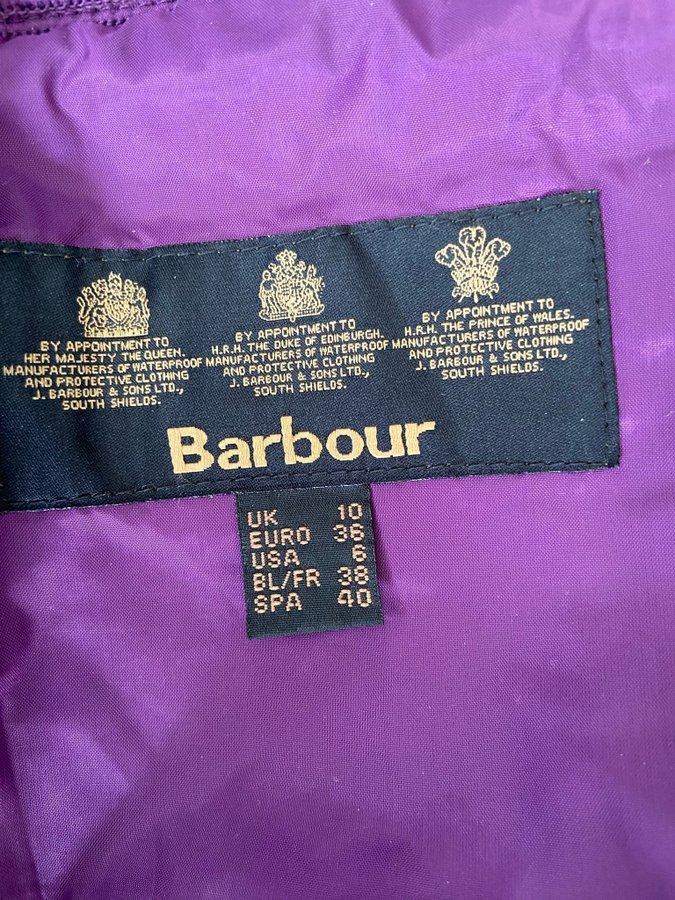 BY APPOINTMENT TO
HER MAJESTY THE QUEEN.
MANUFACTURERS OF WATERPROOF
AND PROTECTIVE CLOTHING
J. BARBOUR & SONS LTD.,
SOUTH SHIELDS.
BY APPOINTMENT TO
H.R.H. THE DUKE OF EDINBURGH.
MANUFACTURERS OF WATERPROOF
AND PROTECTIVE CLOTHING
J. BARBOUR & SONS LTD.,
SOUTH SHIELDS.
BY APPOINTMENT TO
H.R.H. THE PRINCE OF WALES.
MANUFACTURERS OF WATERPROOF
AND PROTECTIVE CLOTHING
J. BARBOUR & SONS LTD.,
SOUTH SHIELDS.
Barbour
UK 10
EURO 36
USA 6
BL/FR 38
SPA 40